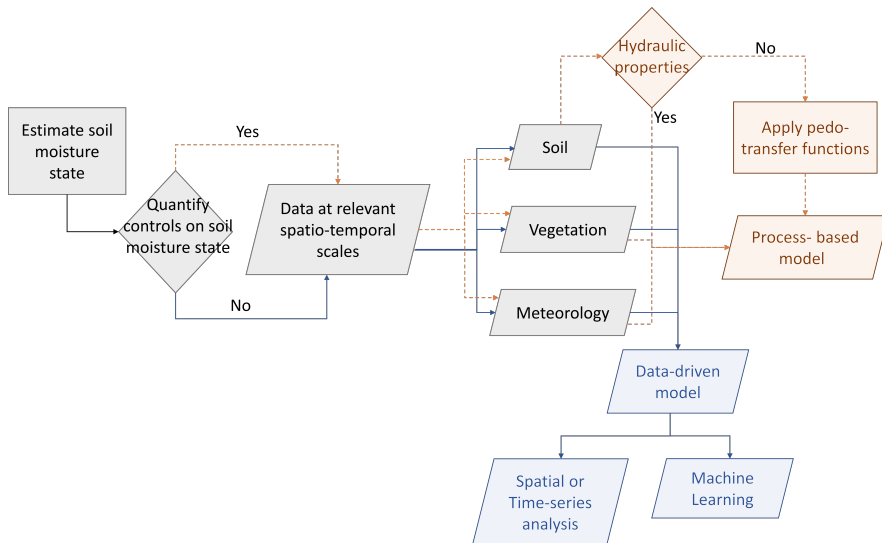 Estimate soil
moisture
state
Yes
Quantify
controls on soil
moisture state
No
Data at relevant
spatio-temporal
scales
Soil
Vegetation
Meteorology
Hydraulic
properties
No
Yes
Apply pedo-
transfer functions
Process- based
model
Data-driven
model
Spatial or
Time-series
analysis
Machine
Learning